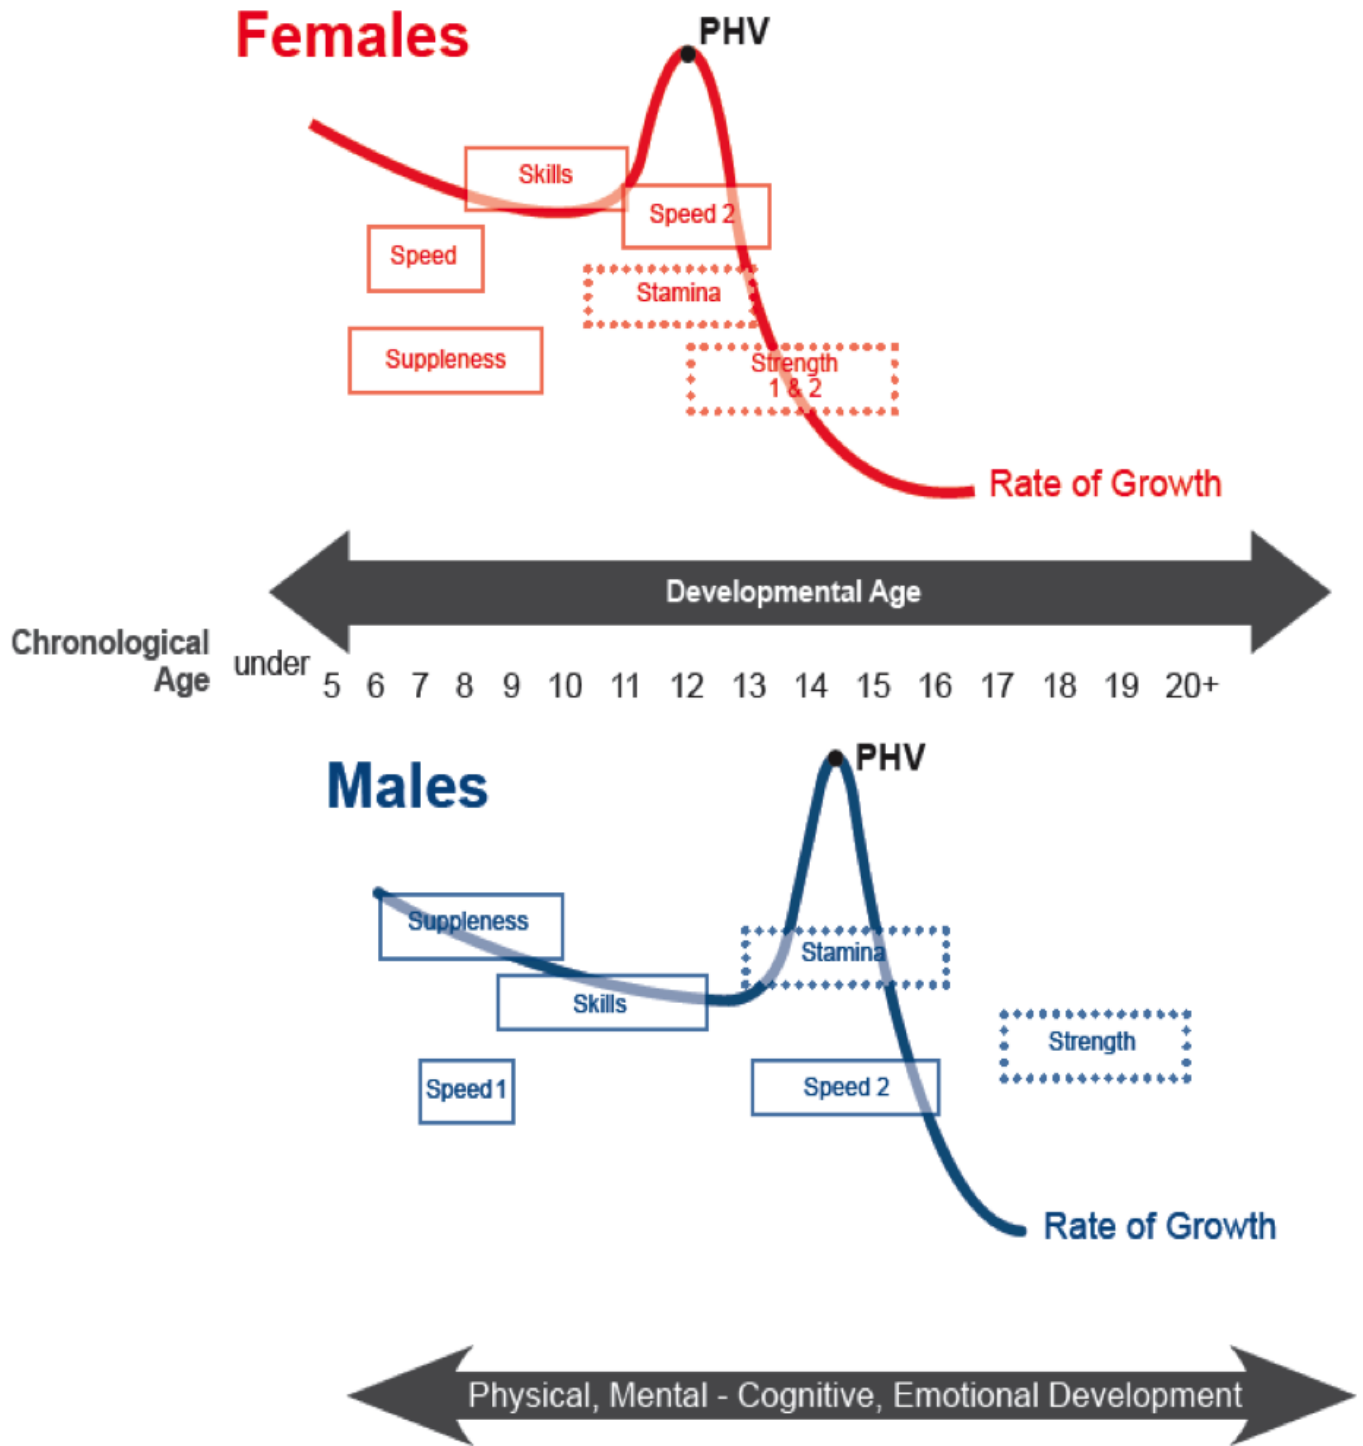 Females
PHV
Skills
Speed 2
Speed
Stamina
Suppleness
Strength
1 & 2
Rate of Growth
Developmental Age
Chronological
Age
under
5 6 7 8 9 10 11 12 13 14 15 16 17 18 19 20+
PHV
Males
Suppleness
Stamina
Skills
Strength
Speed 1
Speed 2
Rate of Growth
Physical, Mental - Cognitive, Emotional Development